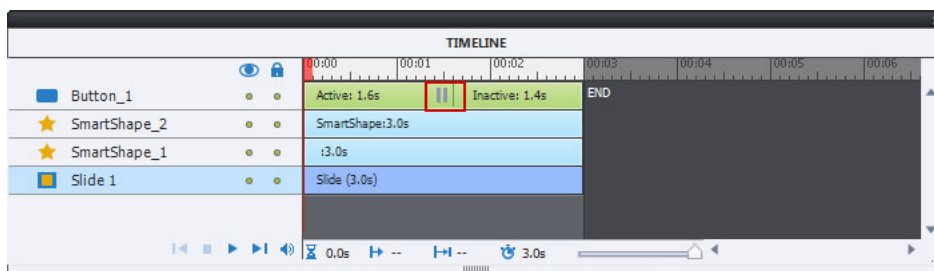 TIMELINE
00:00 00:01 00:02 00:03 00:04 00:05 00:06
Button_1 Active: 1.6s Inactive: 1.4s END
SmartShape_2 SmartShape:3.0s
SmartShape_1 :3.0s
Slide 1 Slide (3.0s)
0.0s -- -- 3.0s